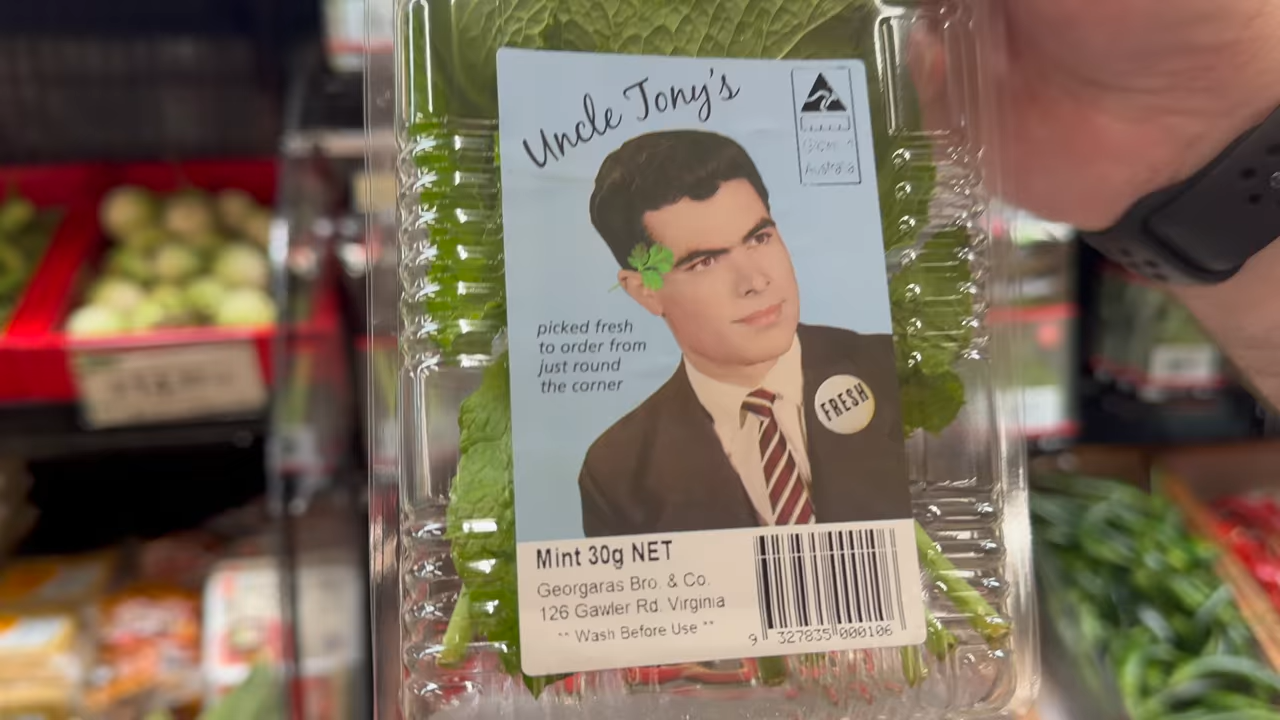 Uncle Tony's
Australia
picked fresh
to order from
just round
the corner
FRESH
Mint 30g NET
Georgaras Bro. & Co.
126 Gawler Rd. Virginia
** Wash Before Use **
9 327835 000106